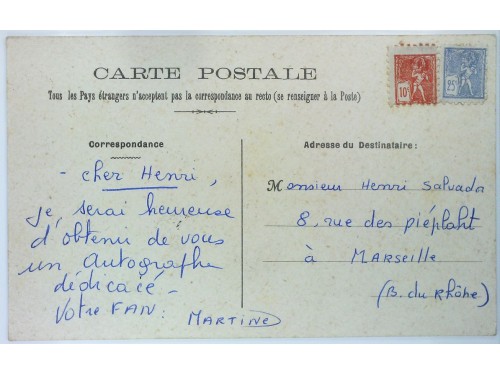 10c
25c
CARTE POSTALE
Tous les Pays étrangers n'acceptent pas la correspondance au recto (se renseigner à la Poste)
Correspondance
- cher Henri,
je serai heureuse
d'obtenir de vous
un Autographe
dédicacé -
Votre FAN : MARTINE
Adresse du Destinataire :
Monsieur Henri Salvador
8, rue des piéplaht
à MARSEILLE
(B. du Rhône)